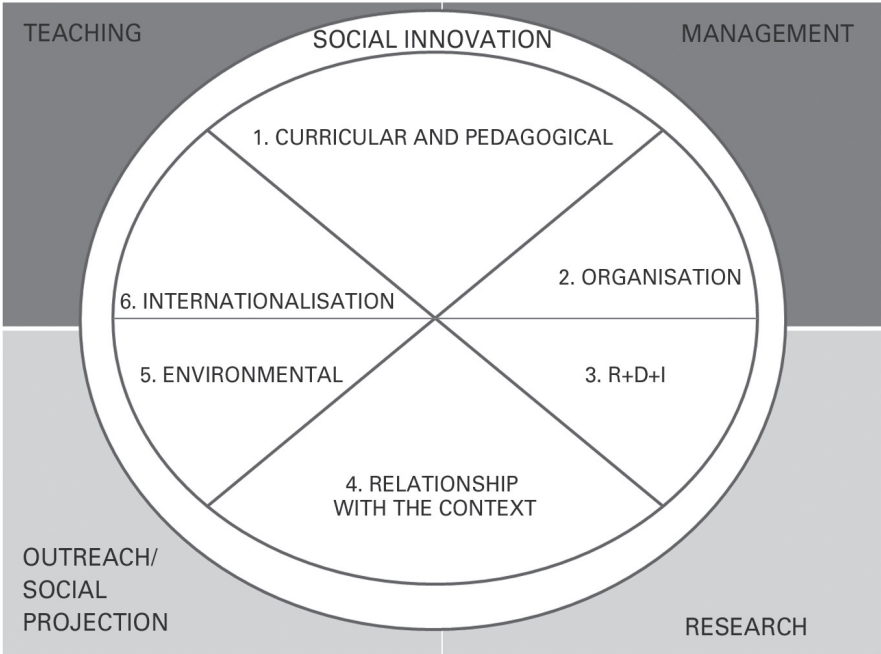 TEACHING
SOCIAL INNOVATION
MANAGEMENT
1. CURRICULAR AND PEDAGOGICAL
2. ORGANISATION
6. INTERNATIONALISATION
5. ENVIRONMENTAL
3. R+D+I
4. RELATIONSHIP
WITH THE CONTEXT
OUTREACH/
SOCIAL
PROJECTION
RESEARCH